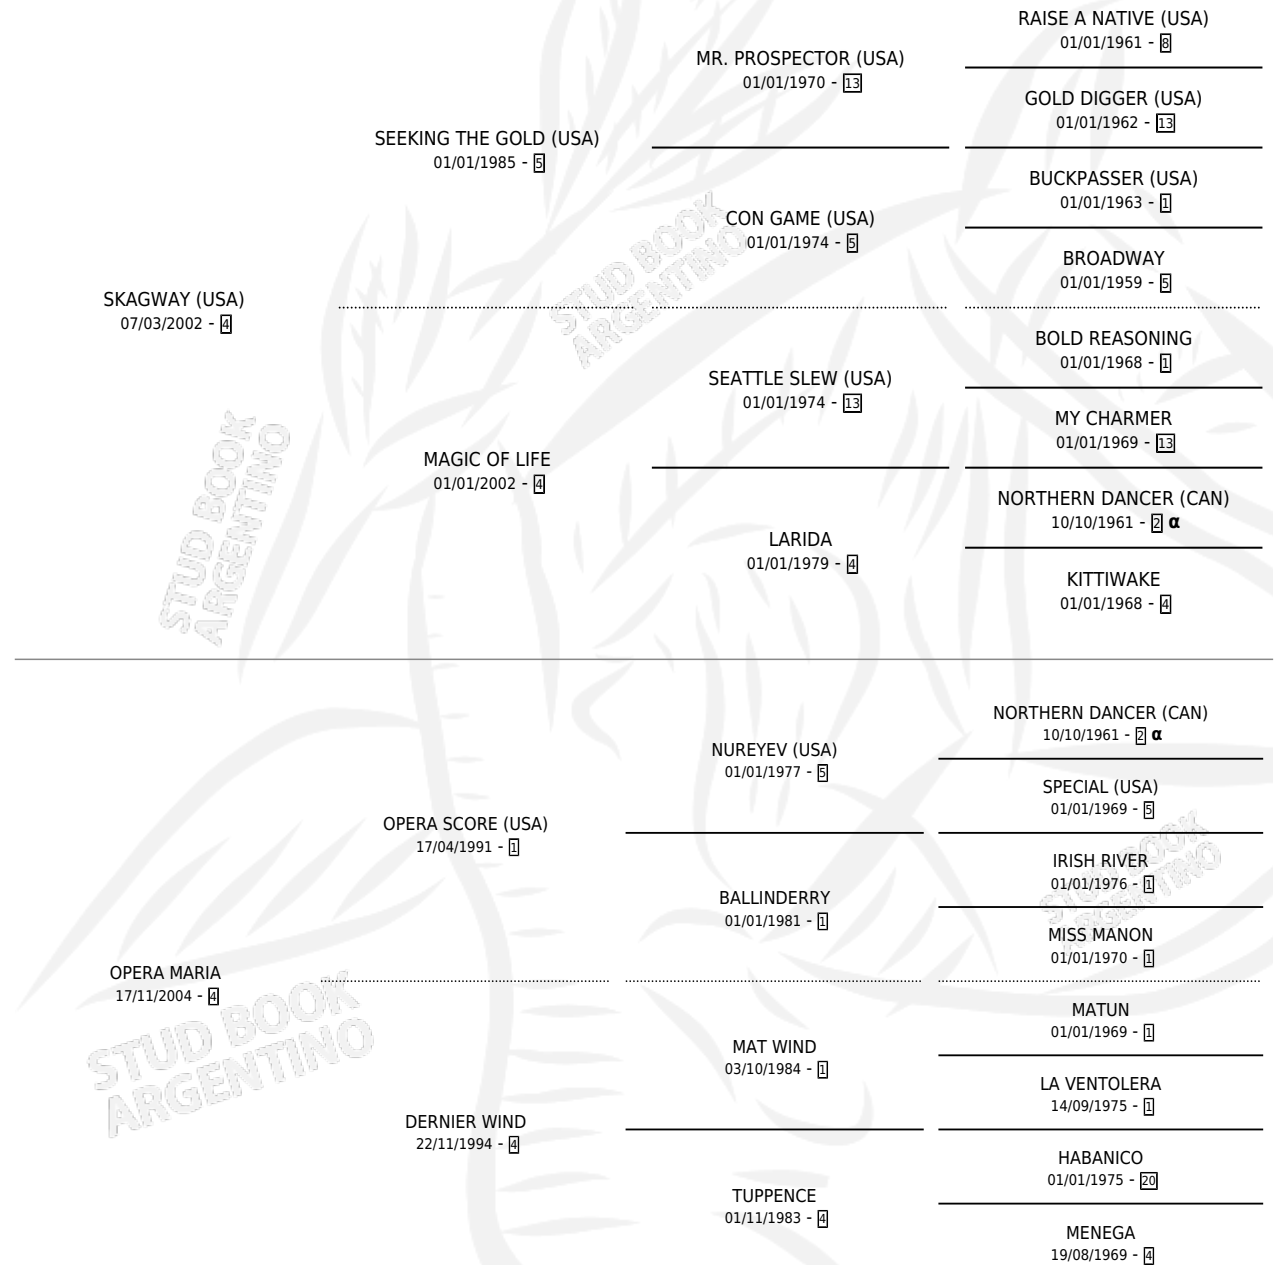 RAISE A NATIVE (USA)
01/01/1961 - 8
MR. PROSPECTOR (USA)
01/01/1970 - 13
GOLD DIGGER (USA)
01/01/1962 - 13
SEEKING THE GOLD (USA)
01/01/1985 - 5
BUCKPASSER (USA)
01/01/1963 - 1
CON GAME (USA)
01/01/1974 - 5
BROADWAY
01/01/1959 - 5
SKAGWAY (USA)
07/03/2002 - 4
BOLD REASONING
01/01/1968 - 1
SEATTLE SLEW (USA)
01/01/1974 - 13
MY CHARMER
01/01/1969 - 13
MAGIC OF LIFE
01/01/2002 - 4
NORTHERN DANCER (CAN)
10/10/1961 - 2 α
LARIDA
01/01/1979 - 4
KITTIWAKE
01/01/1968 - 4
STUD BOOK
ARGENTINO
STUD BOOK
ARGENTINO
NORTHERN DANCER (CAN)
10/10/1961 - 2 α
NUREYEV (USA)
01/01/1977 - 5
SPECIAL (USA)
01/01/1969 - 5
OPERA SCORE (USA)
17/04/1991 - 1
IRISH RIVER
01/01/1976 - 1
BALLINDERRY
01/01/1981 - 1
MISS MANON
01/01/1970 - 1
OPERA MARIA
17/11/2004 - 4
MATUN
01/01/1969 - 1
MAT WIND
03/10/1984 - 1
LA VENTOLERA
14/09/1975 - 1
DERNIER WIND
22/11/1994 - 4
HABANICO
01/01/1975 - 20
TUPPENCE
01/11/1983 - 4
MENEGA
19/08/1969 - 4
STUD BOOK
ARGENTINO
STUD BOOK
ARGENTINO